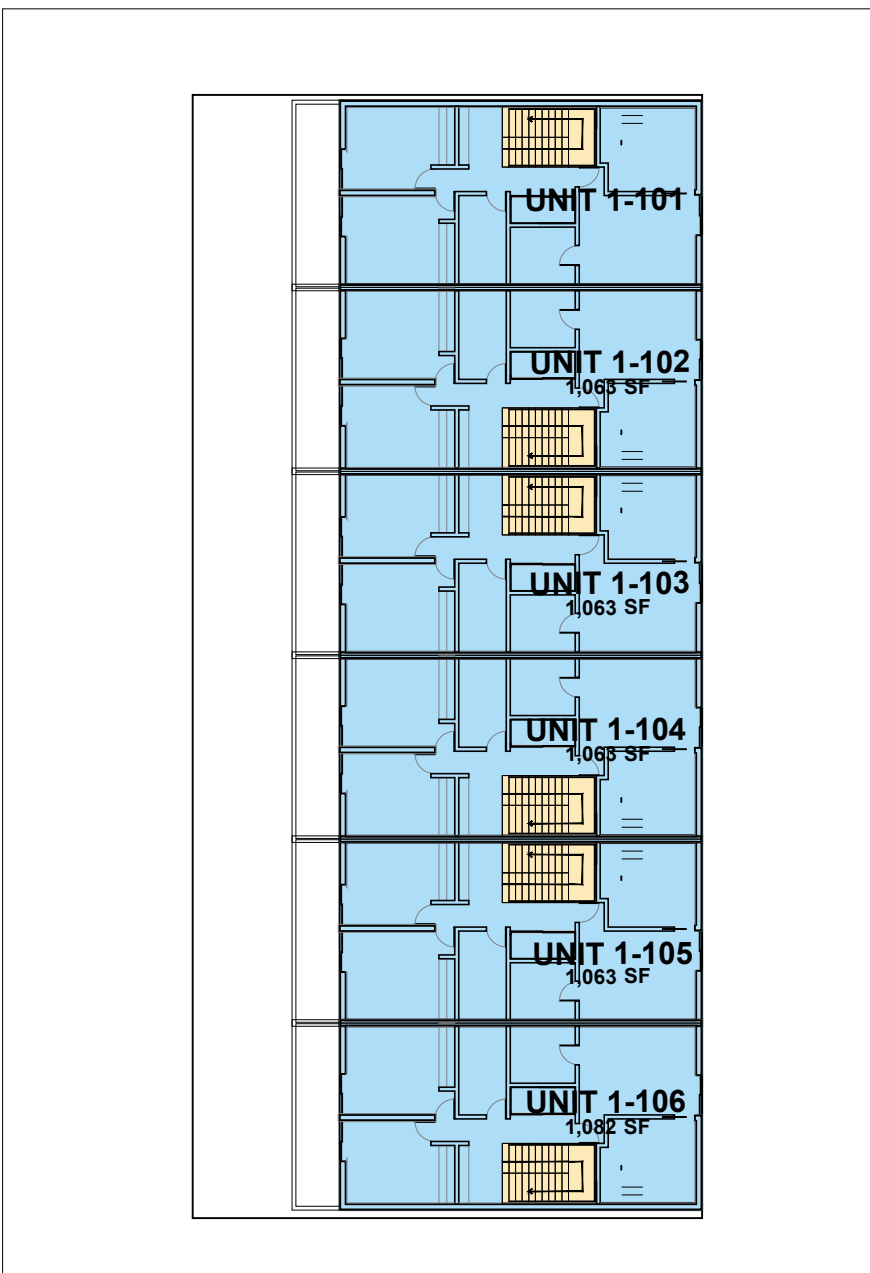 UNIT 1-101
UNIT 1-102
1,063 SF
UNIT 1-103
1,063 SF
UNIT 1-104
1,063 SF
UNIT 1-105
1,063 SF
UNIT 1-106
1,082 SF